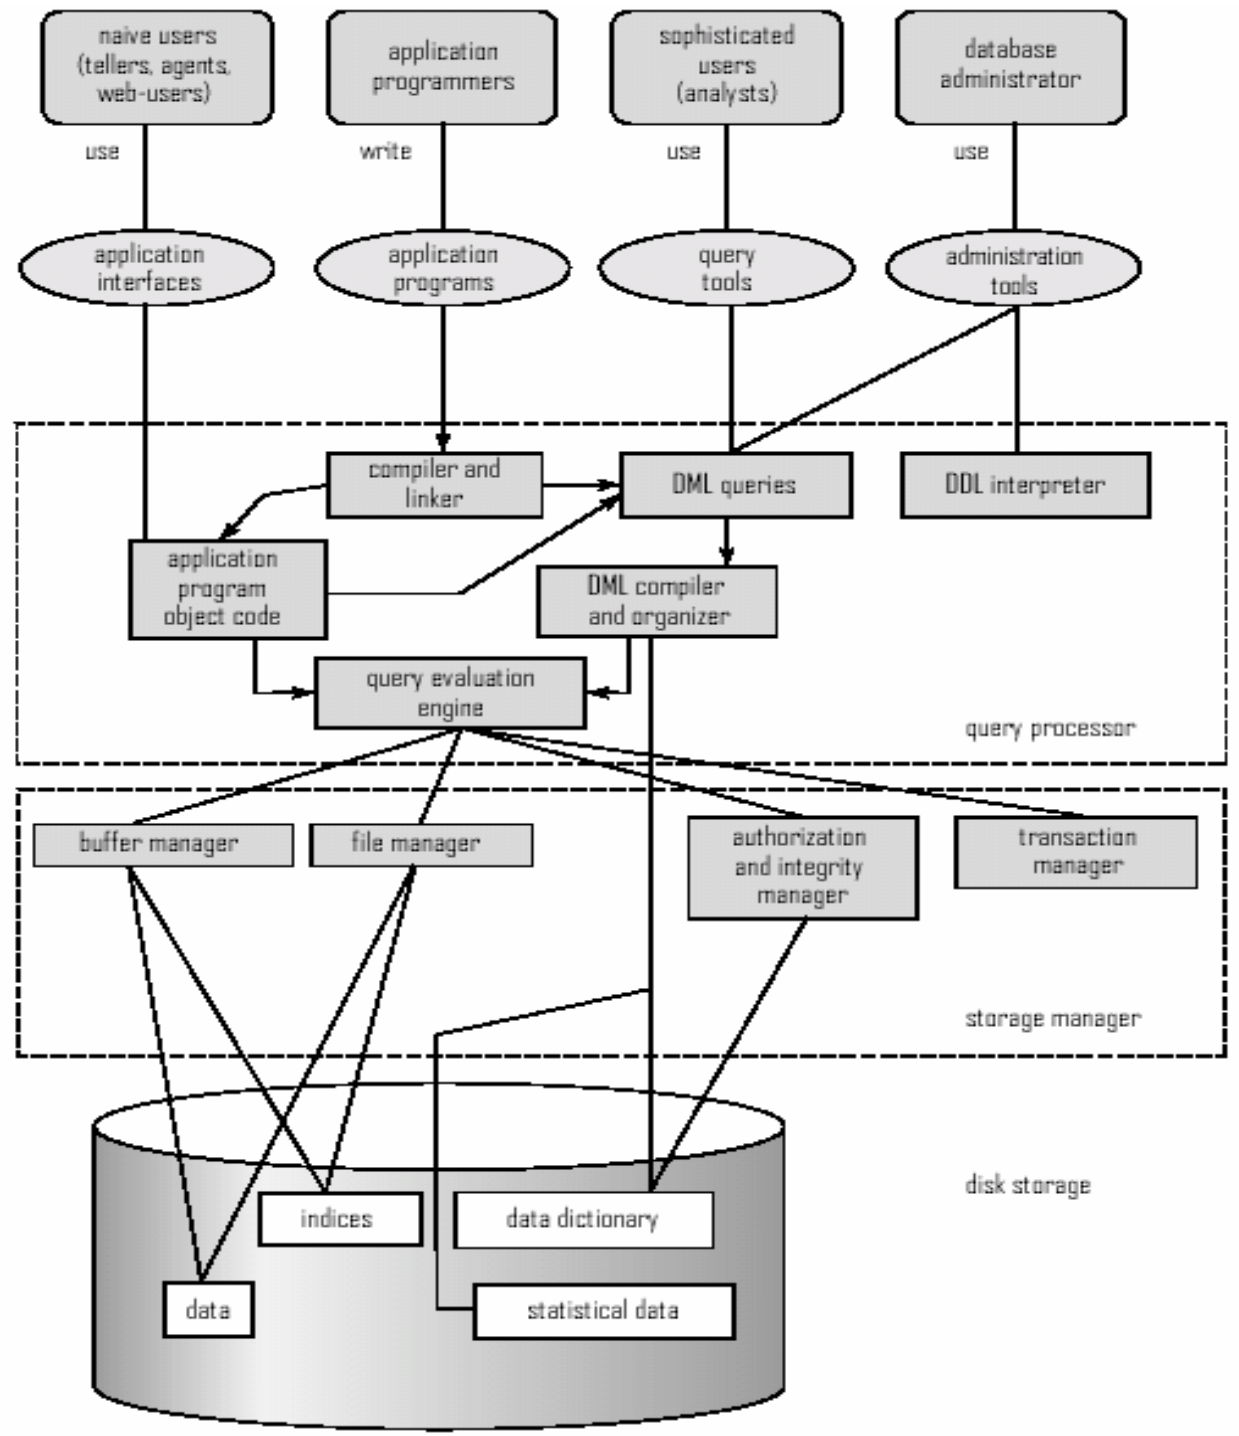 naive users
(tellers, agents,
web-users)
application
programmers
sophisticated
users
(analysts)
database
administrator
use
write
use
use
application
interfaces
application
programs
query
tools
administration
tools
compiler and
linker
DML queries
DDL interpreter
application
program
object code
DML compiler
and organizer
query evaluation
engine
query processor
buffer manager
file manager
authorization
and integrity
manager
transaction
manager
storage manager
disk storage
indices
data dictionary
data
statistical data